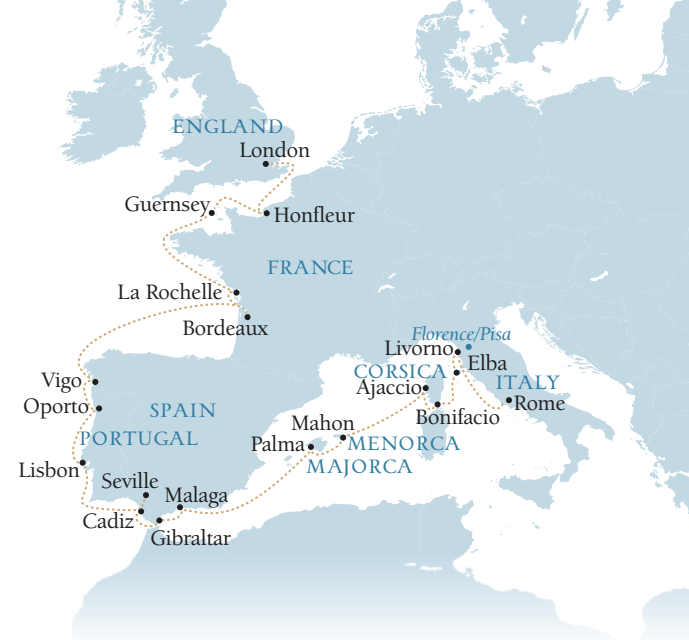 ENGLAND
London
Guernsey
Honfleur
FRANCE
La Rochelle
Bordeaux
Florence/Pisa
Livorno
Elba
CORSICA
ITALY
Ajaccio
Rome
Vigo
Oporto
SPAIN
Bonifacio
Mahon
PORTUGAL
Palma
MENORCA
MAJORCA
Lisbon
Seville
Malaga
Cadiz
Gibraltar